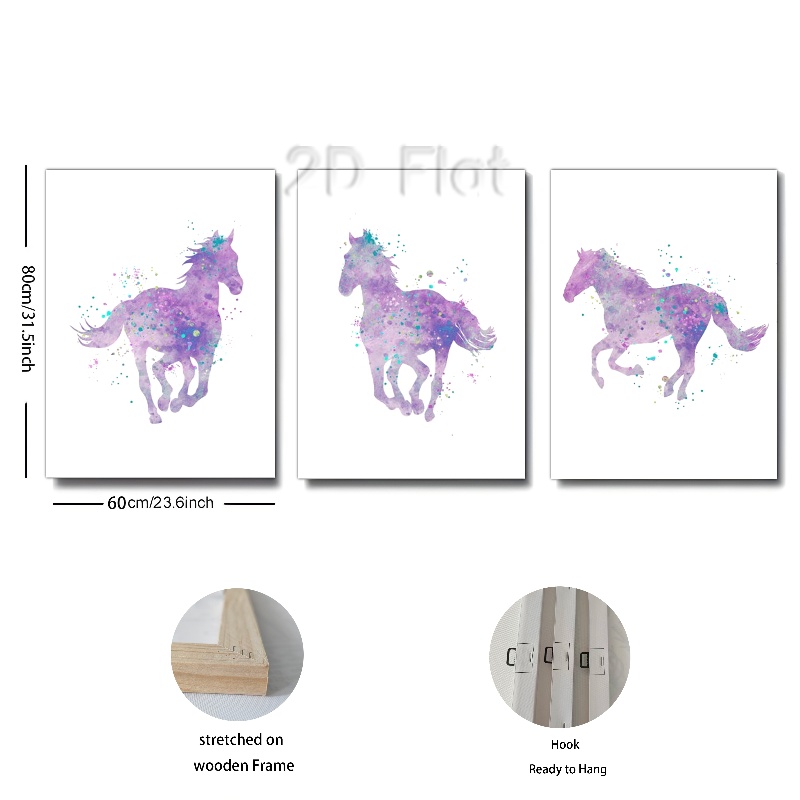 2D Flat
80cm/31.5inch
60cm/23.6inch
stretched on
wooden Frame
Hook
Ready to Hang